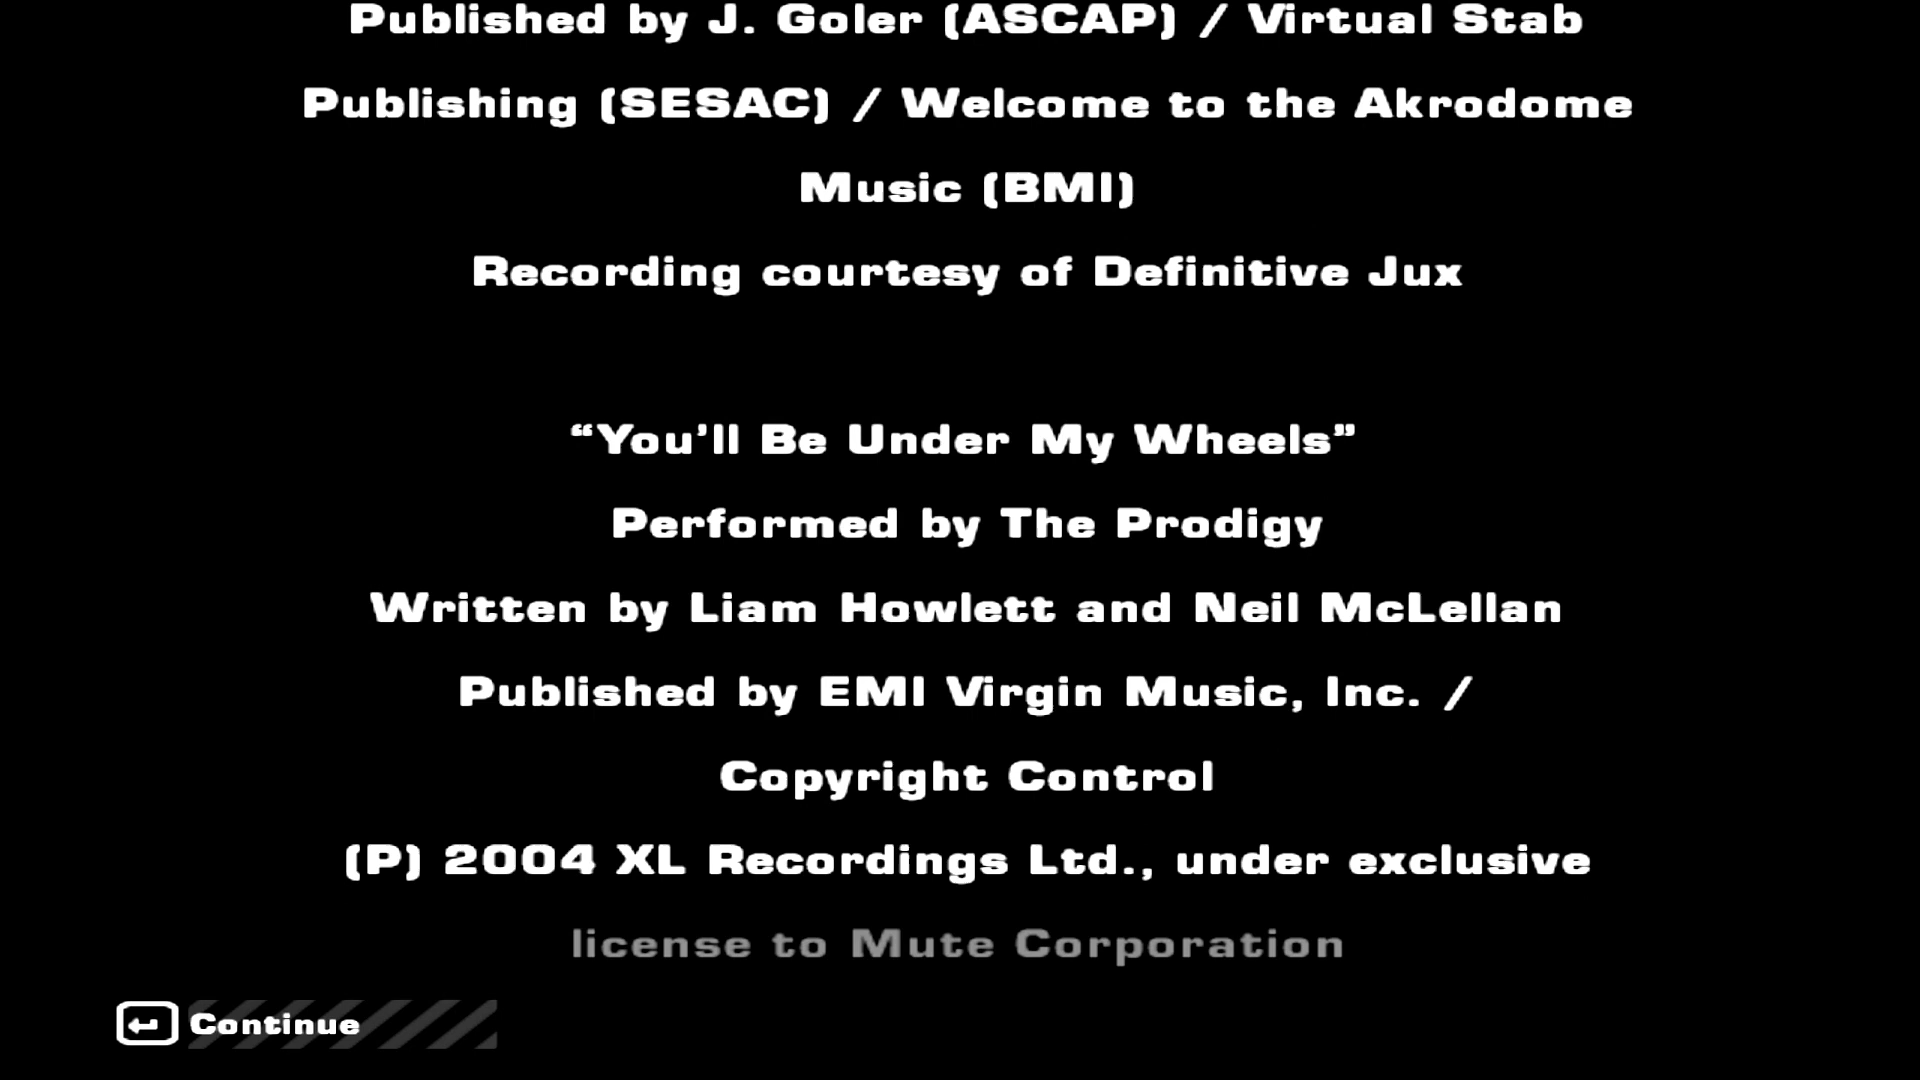 Published by J. Goler (ASCAP) / Virtual Stab
Publishing (SESAC) / Welcome to the Akrodome
Music (BMI)
Recording courtesy of Definitive Jux
“You’ll Be Under My Wheels”
Performed by The Prodigy
Written by Liam Howlett and Neil McLellan
Published by EMI Virgin Music, Inc. /
Copyright Control
(P) 2004 XL Recordings Ltd., under exclusive
license to Mute Corporation
Continue